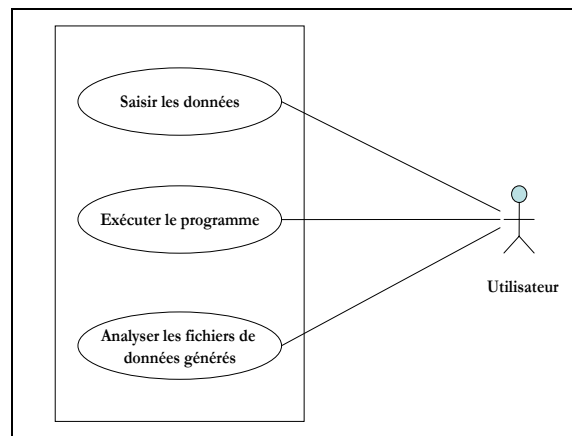 Saisir les données
Exécuter le programme
Utilisateur
Analyser les fichiers de
données générés